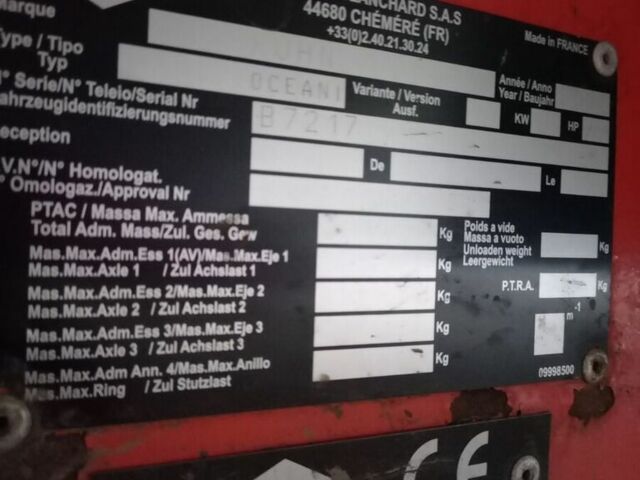 Marque
LANCHARD S.A.S
44680 CHÉMÉRÉ (FR)
+33(0)2.40.21.30.24
Made in FRANCE
Type / Tipo
Typ
OCEANI
Variante / Version
Ausf.
KW
HP
Année / Anno
Year / Baujahr
N° Serie/N° Teleio/Serial Nr
Fahrzeugidentifizierungsnummer
B7217
Reception
De
Le
C.V.N°/N° Homologat.
N° Omologaz./Approval Nr
PTAC / Massa Max. Ammessa
Total Adm. Mass/Zul. Ges. Gew
Kg
Poids a vide
Massa a vuoto
Unloaden weight
Leergewicht
Kg
Mas.Max.Adm.Ess 1(AV)/Mas.Max.Eje 1
Mas.Max.Axle 1 / Zul Achslast 1
Kg
P.T.R.A.
Kg
Mas.Max.Adm.Ess 2/Mas.Max.Eje 2
Mas.Max.Axle 2 / Zul Achslast 2
Kg
m-1
Mas.Max.Adm.Ess 3/Mas.Max.Eje 3
Mas.Max.Axle 3 / Zul Achslast 3
Kg
Mas.Max.Adm Ann. 4/Mas.Max.Anillo
Mas.Max.Ring / Zul Stutzlast
Kg
09998500
CE